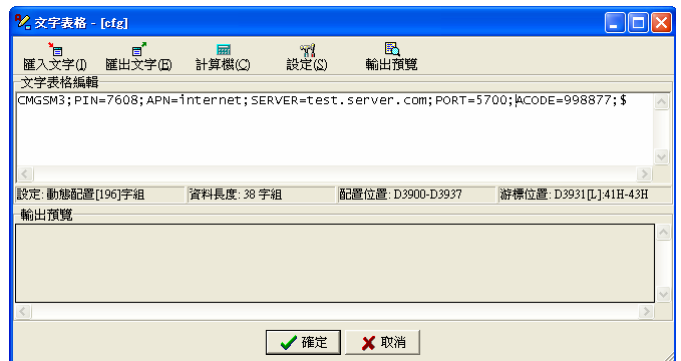 文字表格 - [cfg]
匯入文字(I) 匯出文字(E) 計算機(C) 設定(S) 輸出預覽
文字表格編輯
CMGSM3;PIN=7608;APN=internet;SERVER=test.server.com;PORT=5700;ACODE=998877;$
設定: 動態配置[196]字組 資料長度: 38 字組 配置位置: D3900-D3937 游標位置: D3931[L]:41H-43H
輸出預覽
確定 取消